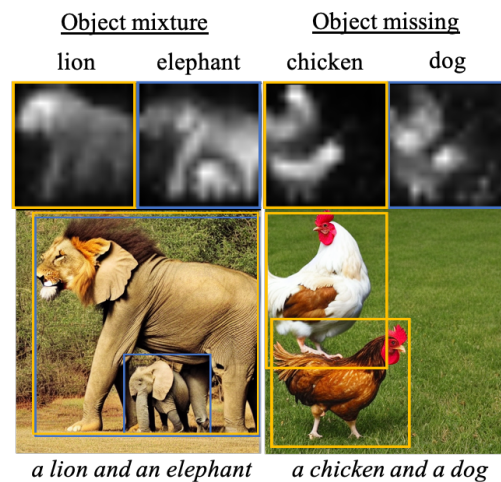 Object mixture
Object missing
lion
elephant
chicken
dog
a lion and an elephant
a chicken and a dog